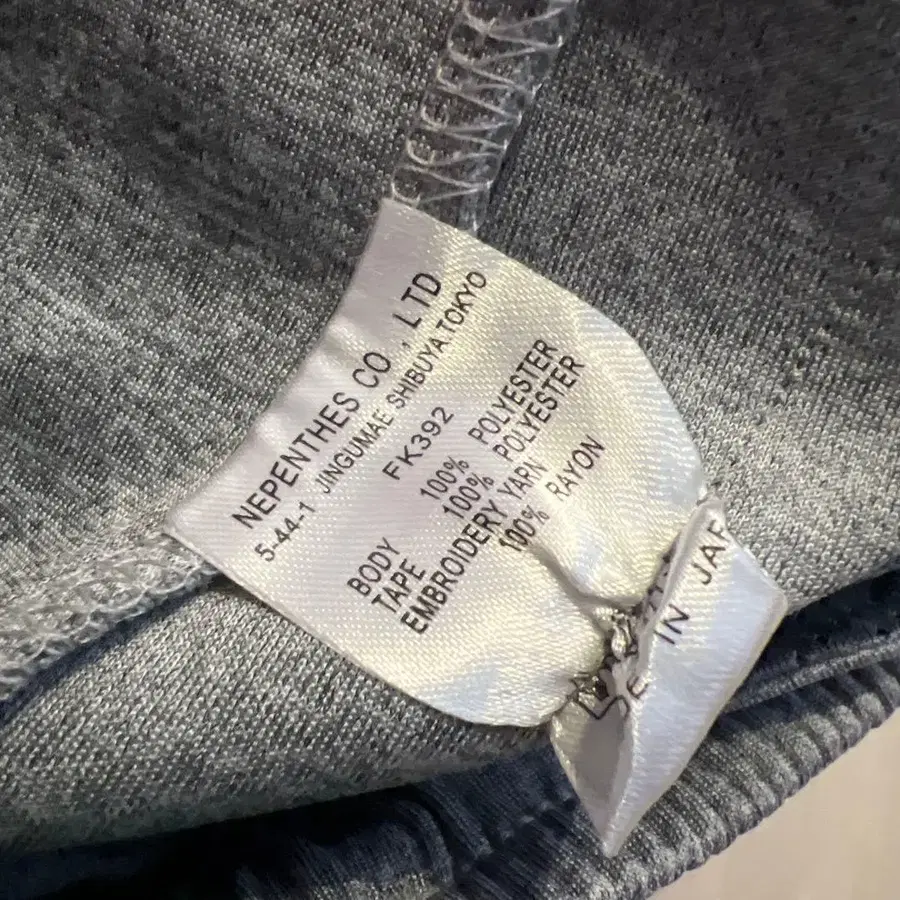 NEPENTHES CO., LTD
5-44-1 JINGUMAE SHIBUYA.TOKYO
FK392
BODY 100% POLYESTER
TAPE 100% POLYESTER
EMBROIDERY YARN
100% RAYON
IN JAP